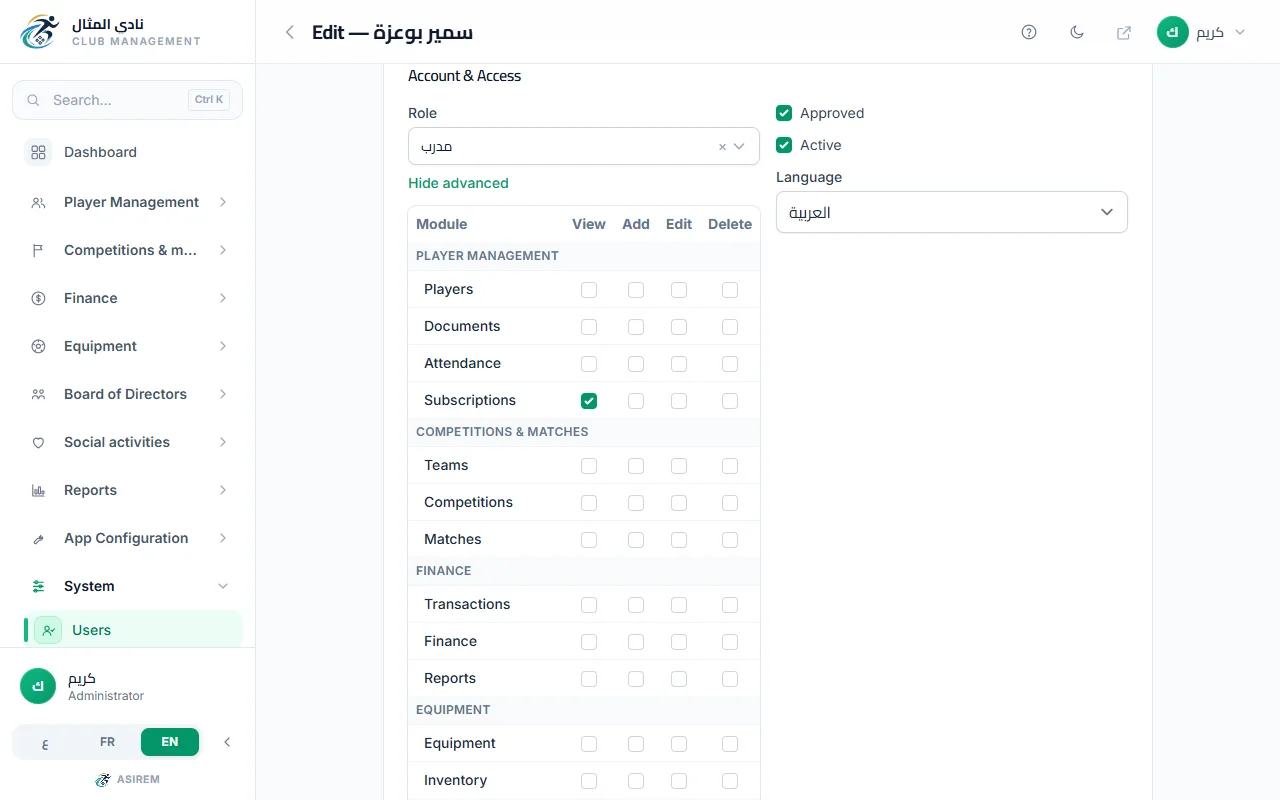 نادي المثال
CLUB MANAGEMENT
Search...
Ctrl K
Dashboard
Player Management
Competitions & m...
Finance
Equipment
Board of Directors
Social activities
Reports
App Configuration
System
Users
ك
كريم
Administrator
ع
FR
EN
ASIREM
Edit — سمير بوعزة
ك
كريم
Account & Access
Role
مدرب
Hide advanced
Module View Add Edit Delete
PLAYER MANAGEMENT
Players
Documents
Attendance
Subscriptions
COMPETITIONS & MATCHES
Teams
Competitions
Matches
FINANCE
Transactions
Finance
Reports
EQUIPMENT
Equipment
Inventory
Approved
Active
Language
العربية